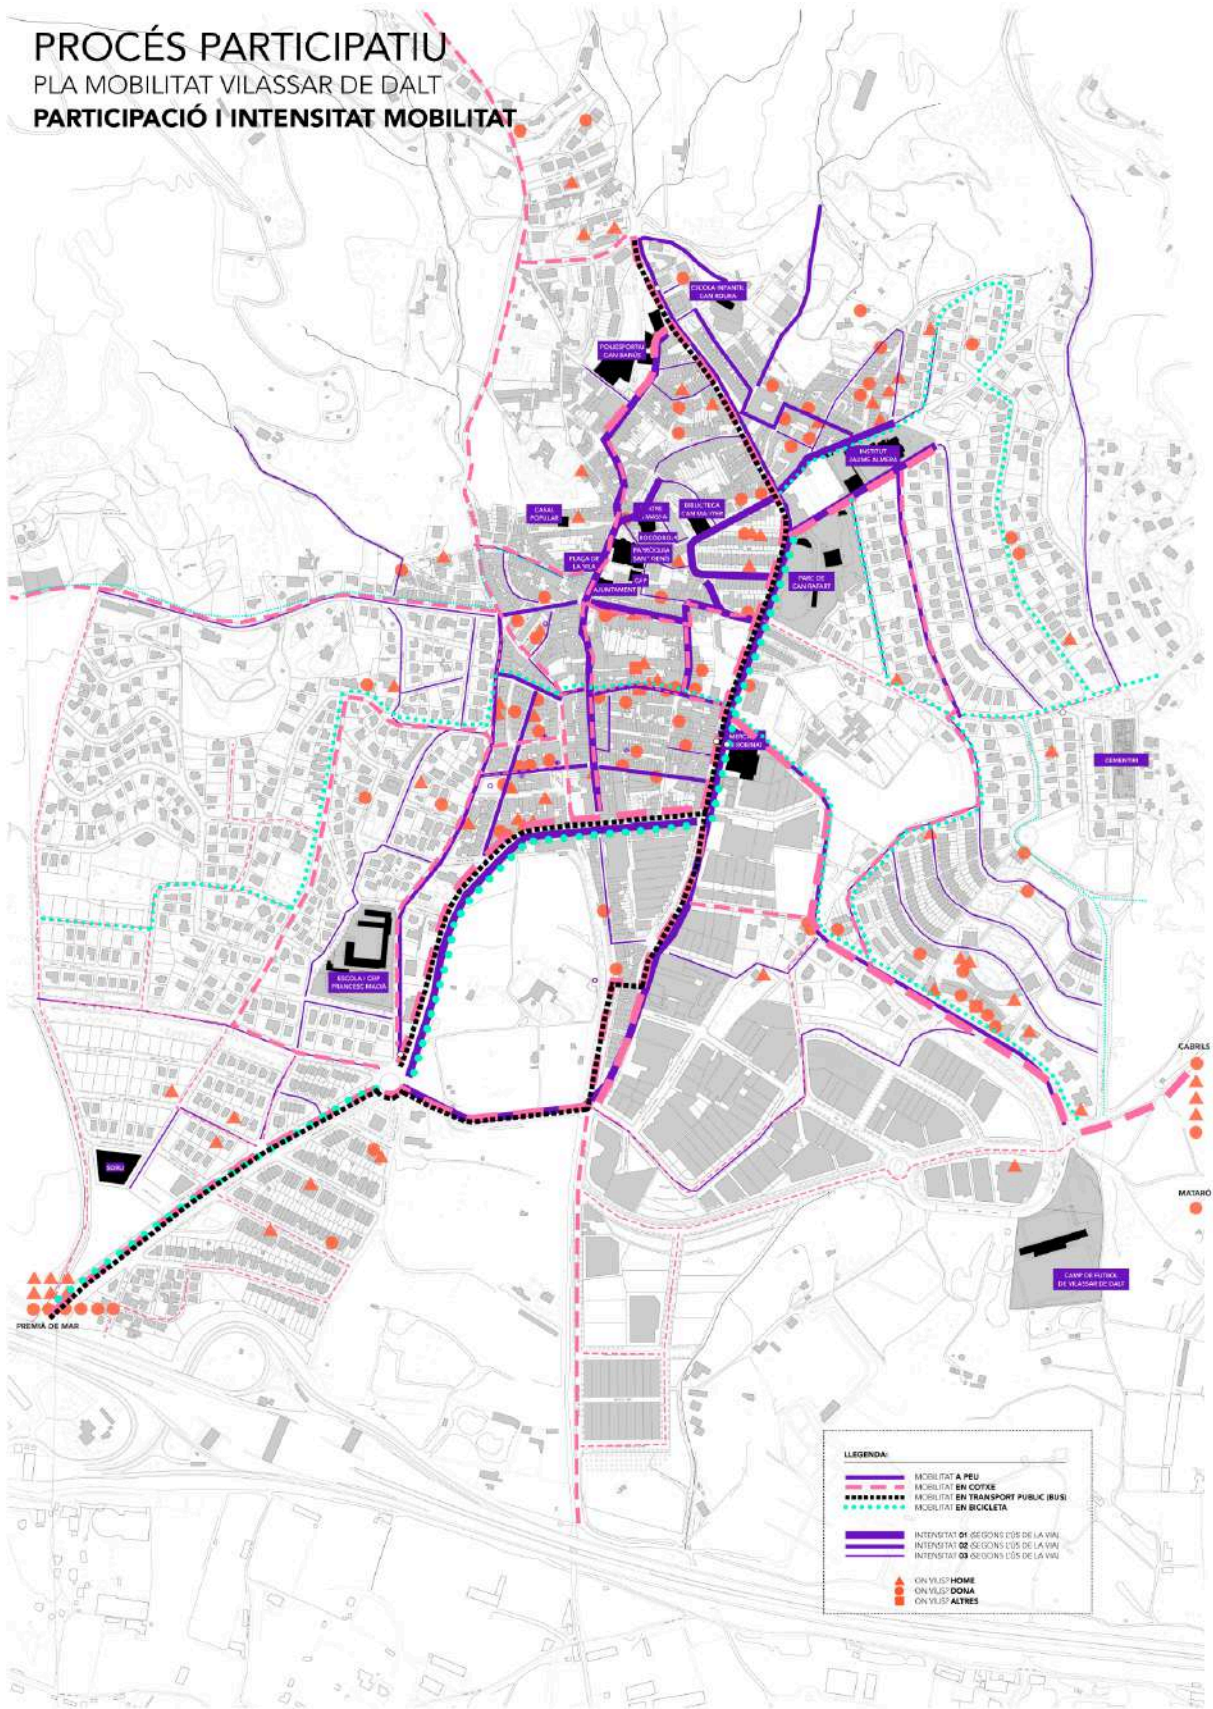 PROCÉS PARTICIPATIU
PLA MOBILITAT VILASSAR DE DALT
PARTICIPACIÓ I INTENSITAT MOBILITAT
ESCOLA INFANTIL
CAN ROURA
POLIESPORTIU
CAN BANÚS
INSTITUT
JAUME ALMERA
CASAL
POPULAR
BIBLIOTECA
CAN MANYER
PLAÇA DE
LA VILA
PARRÒQUIA
SANT GENÍS
CAP
AJUNTAMENT
PARC DE
CAN RAFART
CEMENTIRI
ESCOLA I CEIP
FRANCESC MACIÀ
CABRILS
MATARÓ
CAMP DE FUTBOL
DE VILASSAR DE DALT
PREMIÀ DE MAR
LLEGENDA:
MOBILITAT A PEU
MOBILITAT EN COTXE
MOBILITAT EN TRANSPORT PUBLIC (BUS)
MOBILITAT EN BICICLETA
INTENSITAT 01 (SEGONS L'ÚS DE LA VIA)
INTENSITAT 02 (SEGONS L'ÚS DE LA VIA)
INTENSITAT 03 (SEGONS L'ÚS DE LA VIA)
ON VIUS? HOME
ON VIUS? DONA
ON VIUS? ALTRES